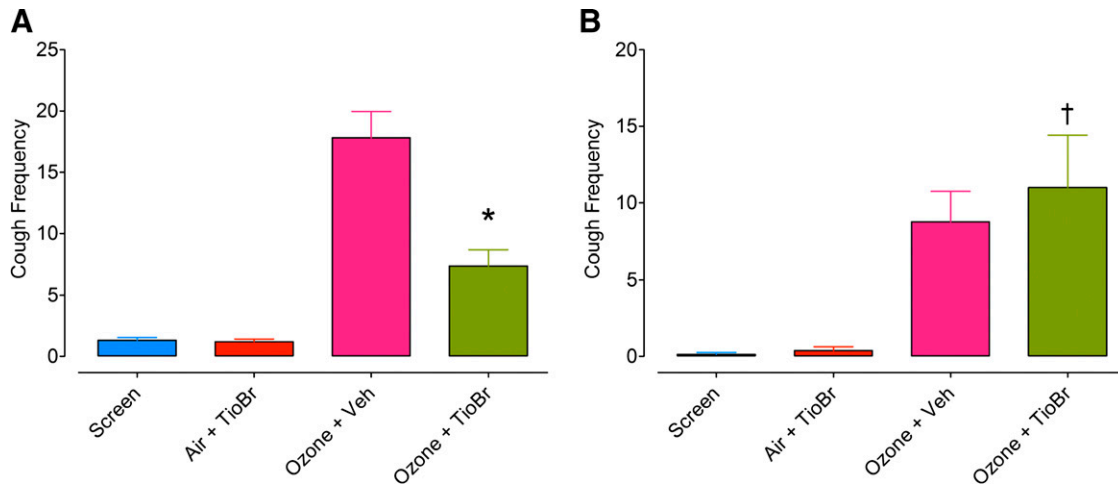 A
Cough Frequency
25
20
15
10
5
0
*
Screen
Air + TioBr
Ozone + Veh
Ozone + TioBr
B
Cough Frequency
20
15
10
5
0
†
Screen
Air + TioBr
Ozone + Veh
Ozone + TioBr